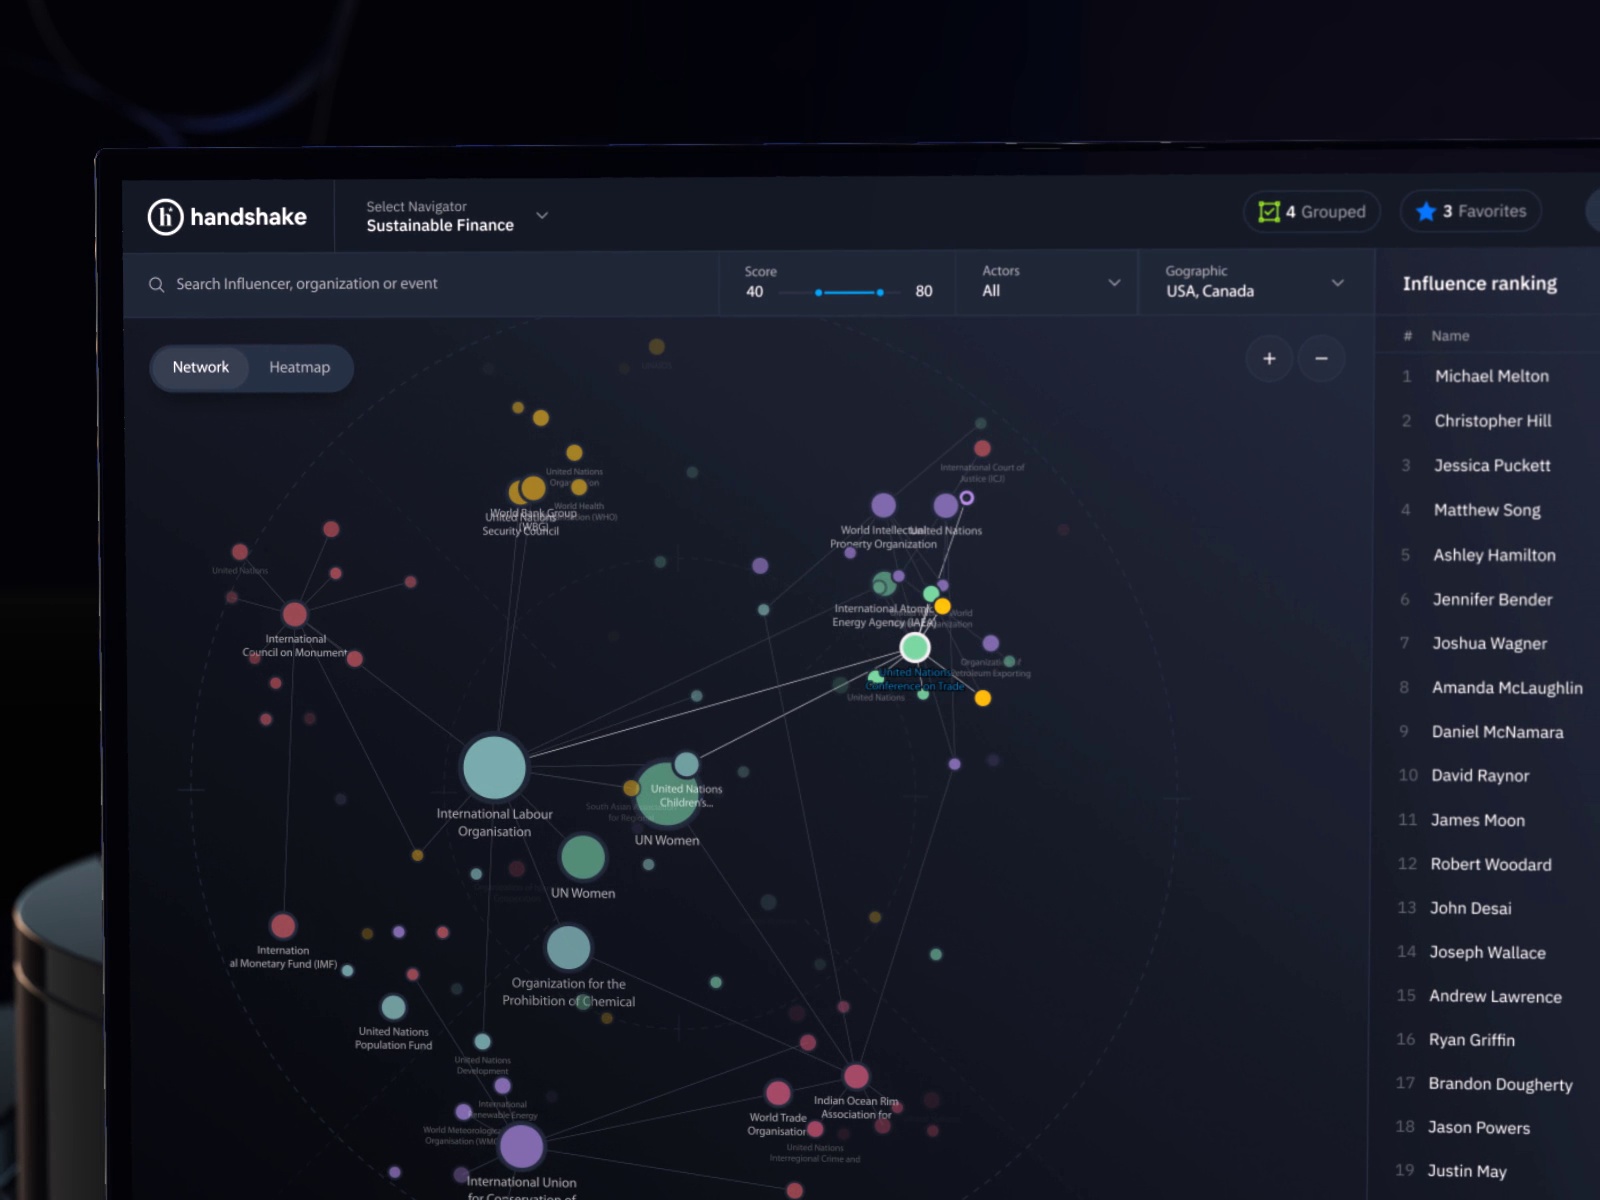 handshake
Select Navigator
Sustainable Finance
4 Grouped
3 Favorites
Search Influencer, organization or event
Score
40
80
Actors
All
Gographic
USA, Canada
Influence ranking
Network
Heatmap
+
−
# Name
1 Michael Melton
2 Christopher Hill
3 Jessica Puckett
4 Matthew Song
5 Ashley Hamilton
6 Jennifer Bender
7 Joshua Wagner
8 Amanda McLaughlin
9 Daniel McNamara
10 David Raynor
11 James Moon
12 Robert Woodard
13 John Desai
14 Joseph Wallace
15 Andrew Lawrence
16 Ryan Griffin
17 Brandon Dougherty
18 Jason Powers
19 Justin May
United Nations
World Health
(WHO)
World Bank Group
(WBG)
United Nations
Security Council
International Court of
Justice (ICJ)
World Intellectual
Property Organization
United Nations
United Nations
International
Council on Monument
International Atomic
Energy Agency (IAEA)
World
United Nations
Conference on Trade
Petroleum Exporting
United Nations
International Labour
Organisation
United Nations
Children's...
South Asian
for Regional
UN Women
UN Women
Internation
al Monetary Fund (IMF)
Organization for the
Prohibition of Chemical
United Nations
Population Fund
United Nations
Development
International
Renewable Energy
World Meteorologic
Organisation (WMO
International Union
for Conservation of
World Trade
Organisation
Indian Ocean Rim
Association for
United Nations
Interregional Crime and